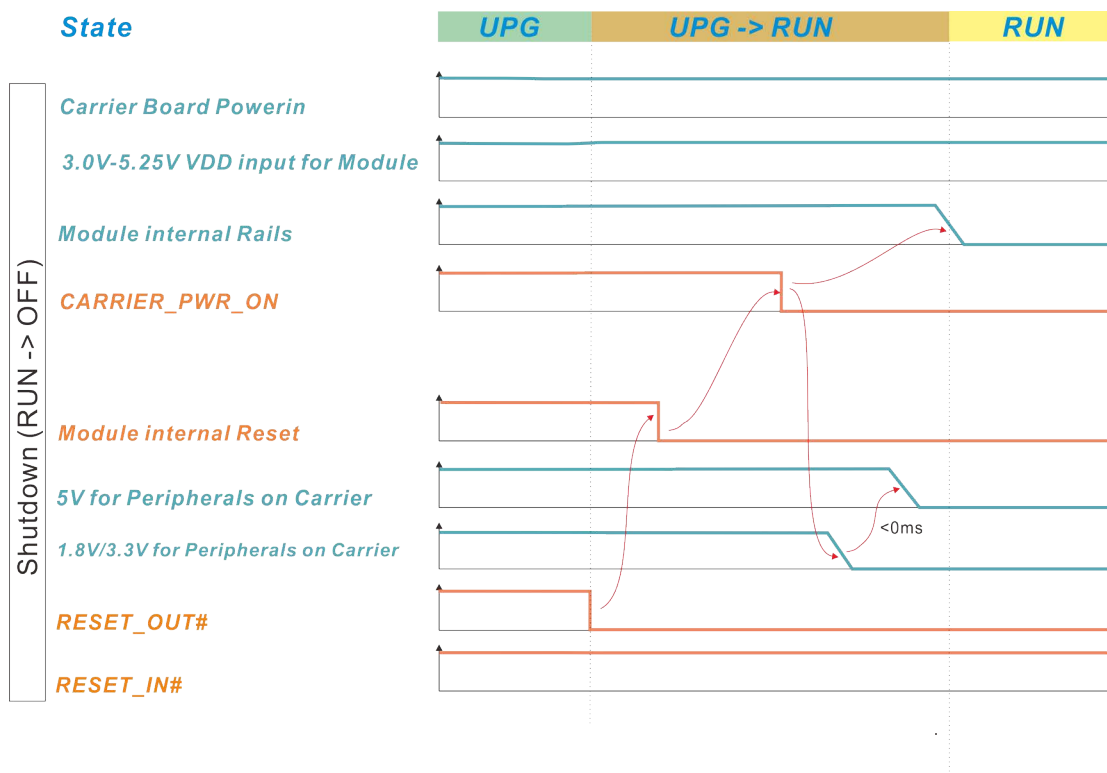 State UPG UPG -> RUN RUN
Shutdown (RUN -> OFF)
Carrier Board Powerin
3.0V-5.25V VDD input for Module
Module internal Rails
CARRIER_PWR_ON
Module internal Reset
5V for Peripherals on Carrier
<0ms
1.8V/3.3V for Peripherals on Carrier
RESET_OUT#
RESET_IN#